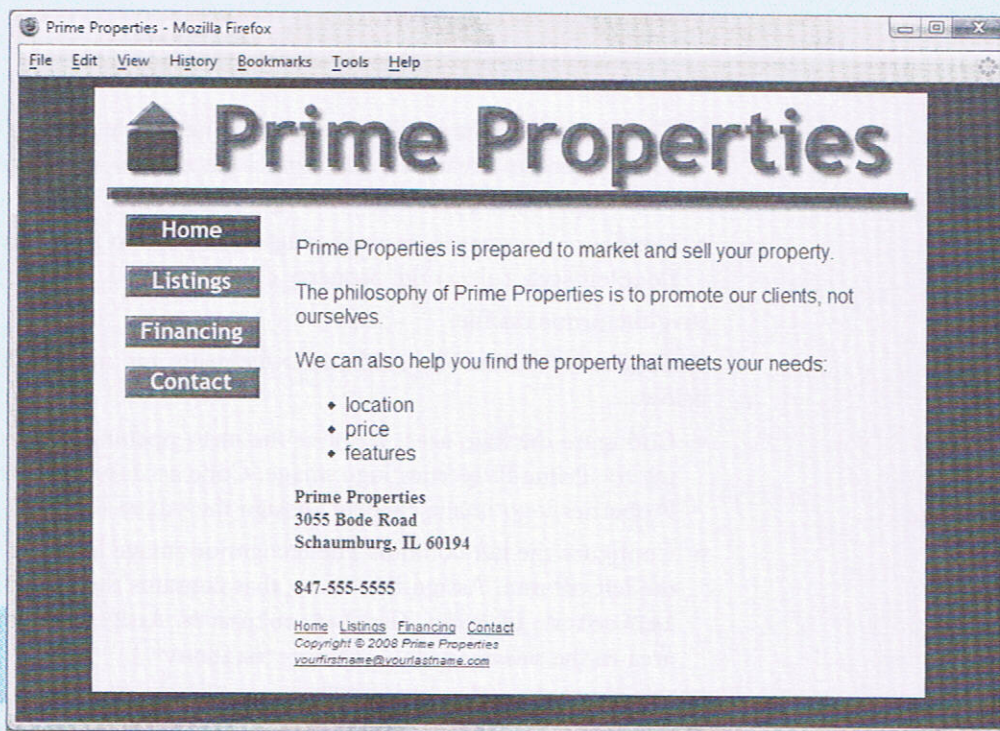 Prime Properties - Mozilla Firefox
File Edit View History Bookmarks Tools Help
Prime Properties
Home
Listings
Financing
Contact
Prime Properties is prepared to market and sell your property.
The philosophy of Prime Properties is to promote our clients, not
ourselves.
We can also help you find the property that meets your needs:
• location
• price
• features
Prime Properties
3055 Bode Road
Schaumburg, IL 60194
847-555-5555
Home Listings Financing Contact
Copyright © 2008 Prime Properties
yourfirstname@yourlastname.com